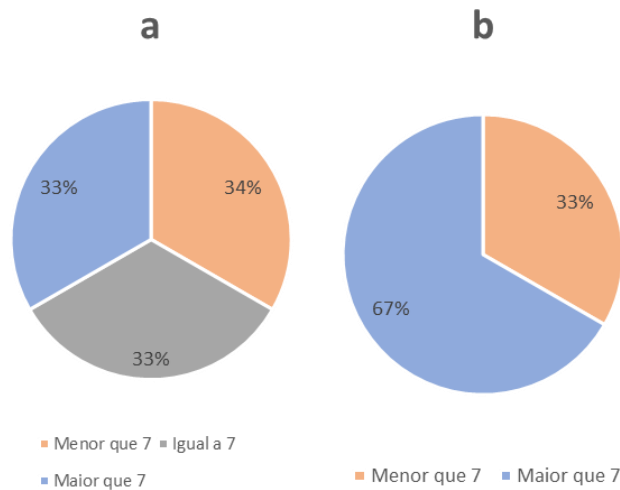 a
b
33%
34%
33%
33%
67%
Menor que 7 Igual a 7
Maior que 7
Menor que 7 Maior que 7